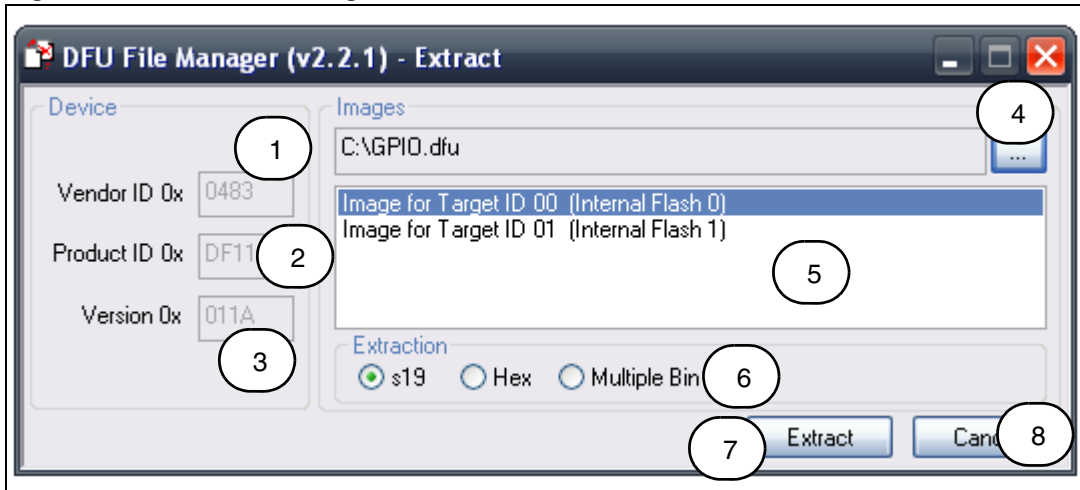 DFU File Manager (v2.2.1) - Extract
Device
Images
4
1
C:\GPIO.dfu
...
Vendor ID 0x 0483
Image for Target ID 00 (Internal Flash 0)
Image for Target ID 01 (Internal Flash 1)
Product ID 0x DF11
2
5
Version 0x 011A
3
Extraction
s19 Hex Multiple Bin
6
7
Extract
8